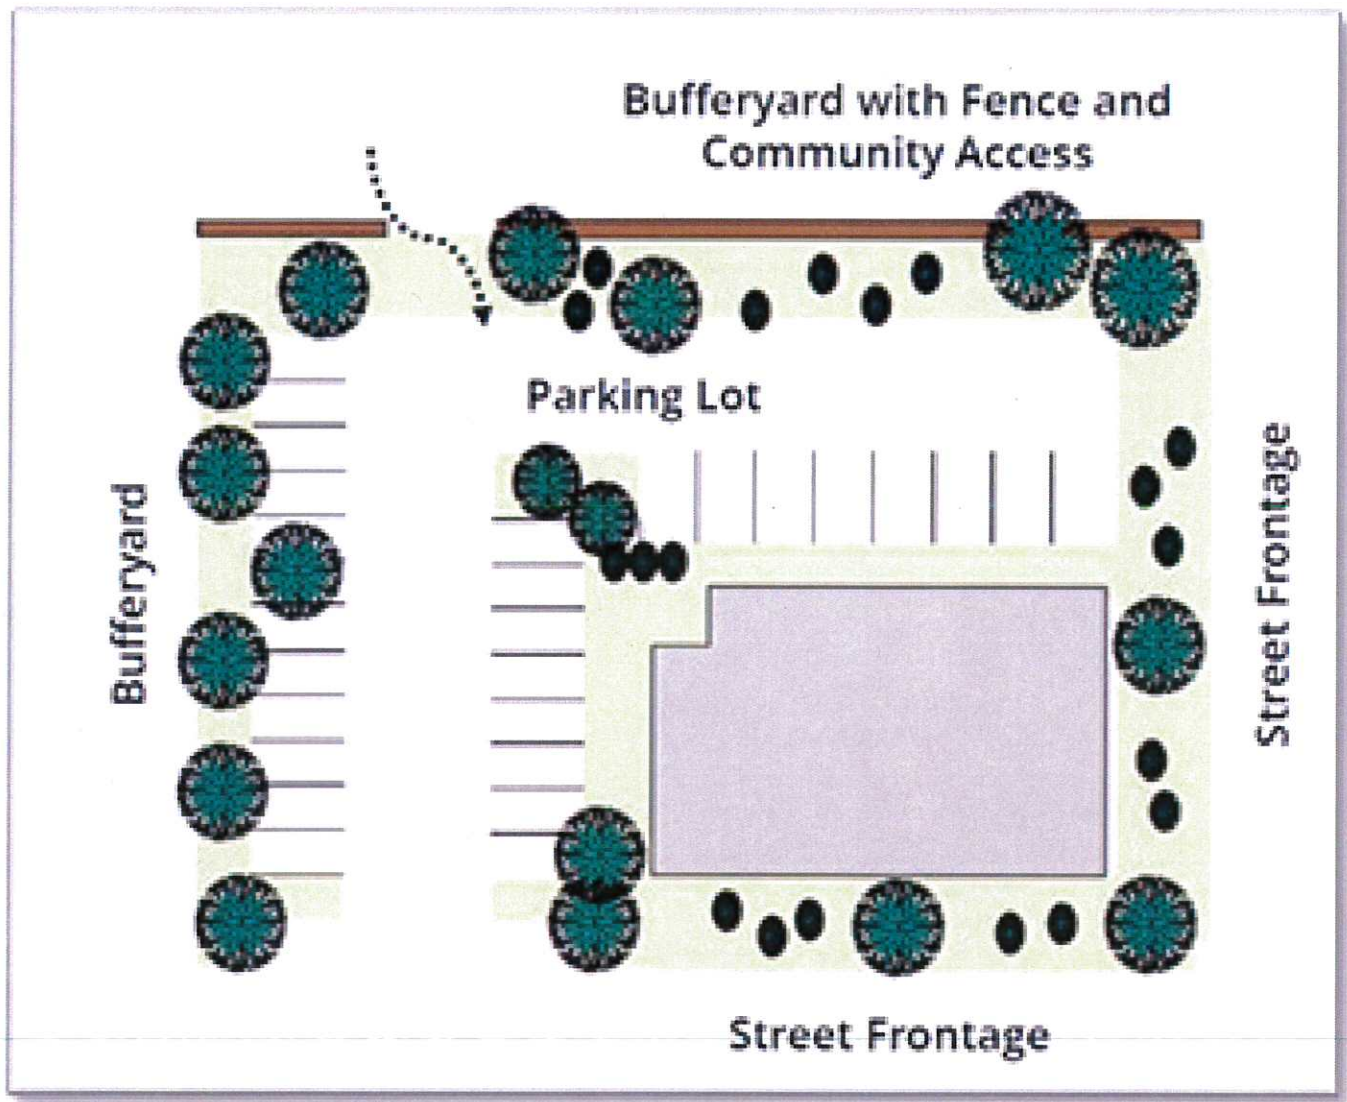 Bufferyard with Fence and
Community Access
Parking Lot
Bufferyard
Street Frontage
Street Frontage